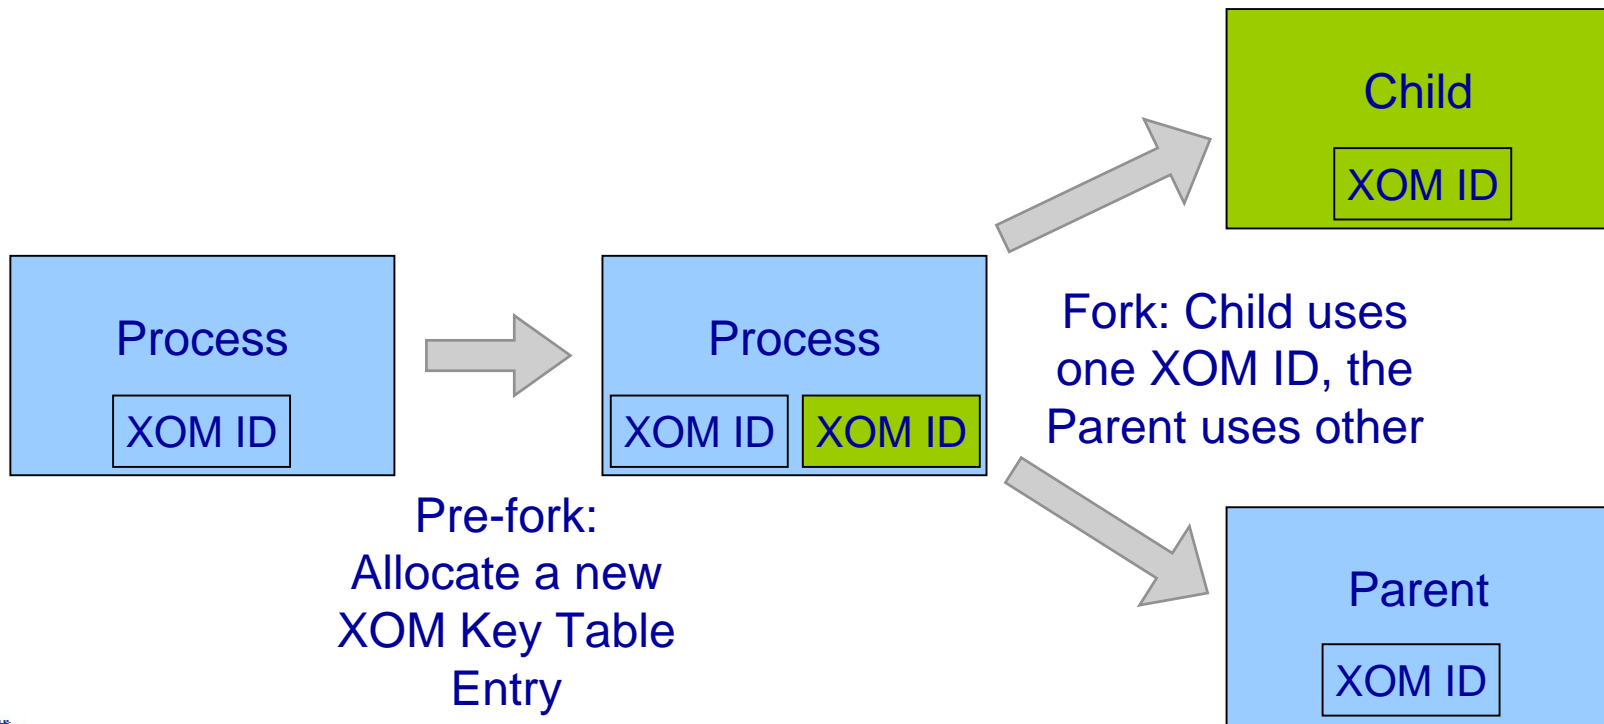 Process
XOM ID
Pre-fork:
Allocate a new
XOM Key Table
Entry
Process
XOM ID
XOM ID
Fork: Child uses
one XOM ID, the
Parent uses other
Child
XOM ID
Parent
XOM ID